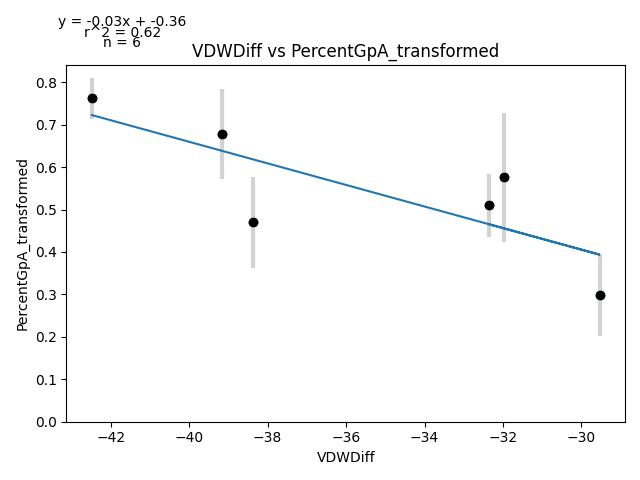 y = -0.03x + -0.36
r^2 = 0.62
n = 6
VDWDiff vs PercentGpA_transformed
PercentGpA_transformed
0.8
0.7
0.6
0.5
0.4
0.3
0.2
0.1
0.0
−42
−40
−38
−36
−34
−32
−30
VDWDiff